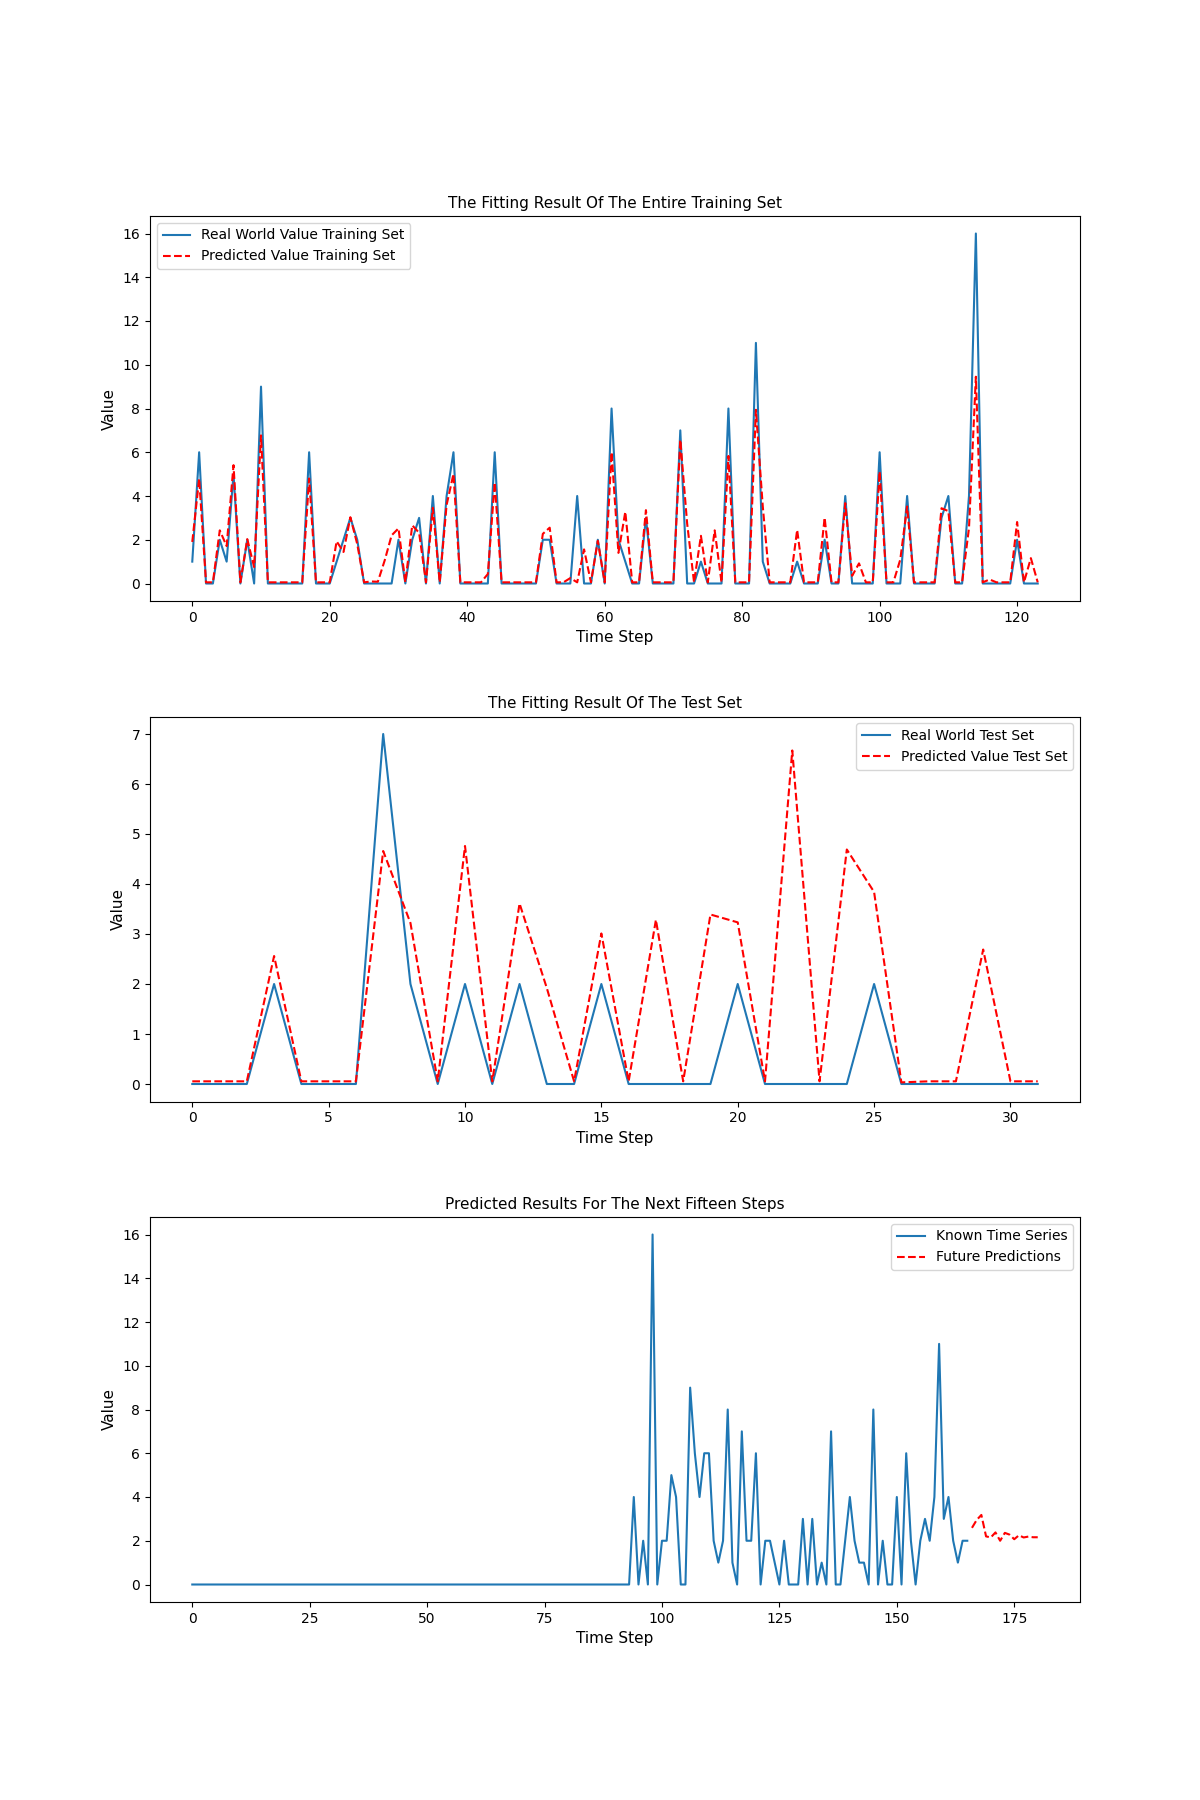 The Fitting Result Of The Entire Training Set
Real World Value Training Set
Predicted Value Training Set
16
14
12
10
8
6
4
2
0
Value
0 20 40 60 80 100 120
Time Step
The Fitting Result Of The Test Set
Real World Test Set
Predicted Value Test Set
7
6
5
4
3
2
1
0
Value
0 5 10 15 20 25 30
Time Step
Predicted Results For The Next Fifteen Steps
Known Time Series
Future Predictions
16
14
12
10
8
6
4
2
0
Value
0 25 50 75 100 125 150 175
Time Step